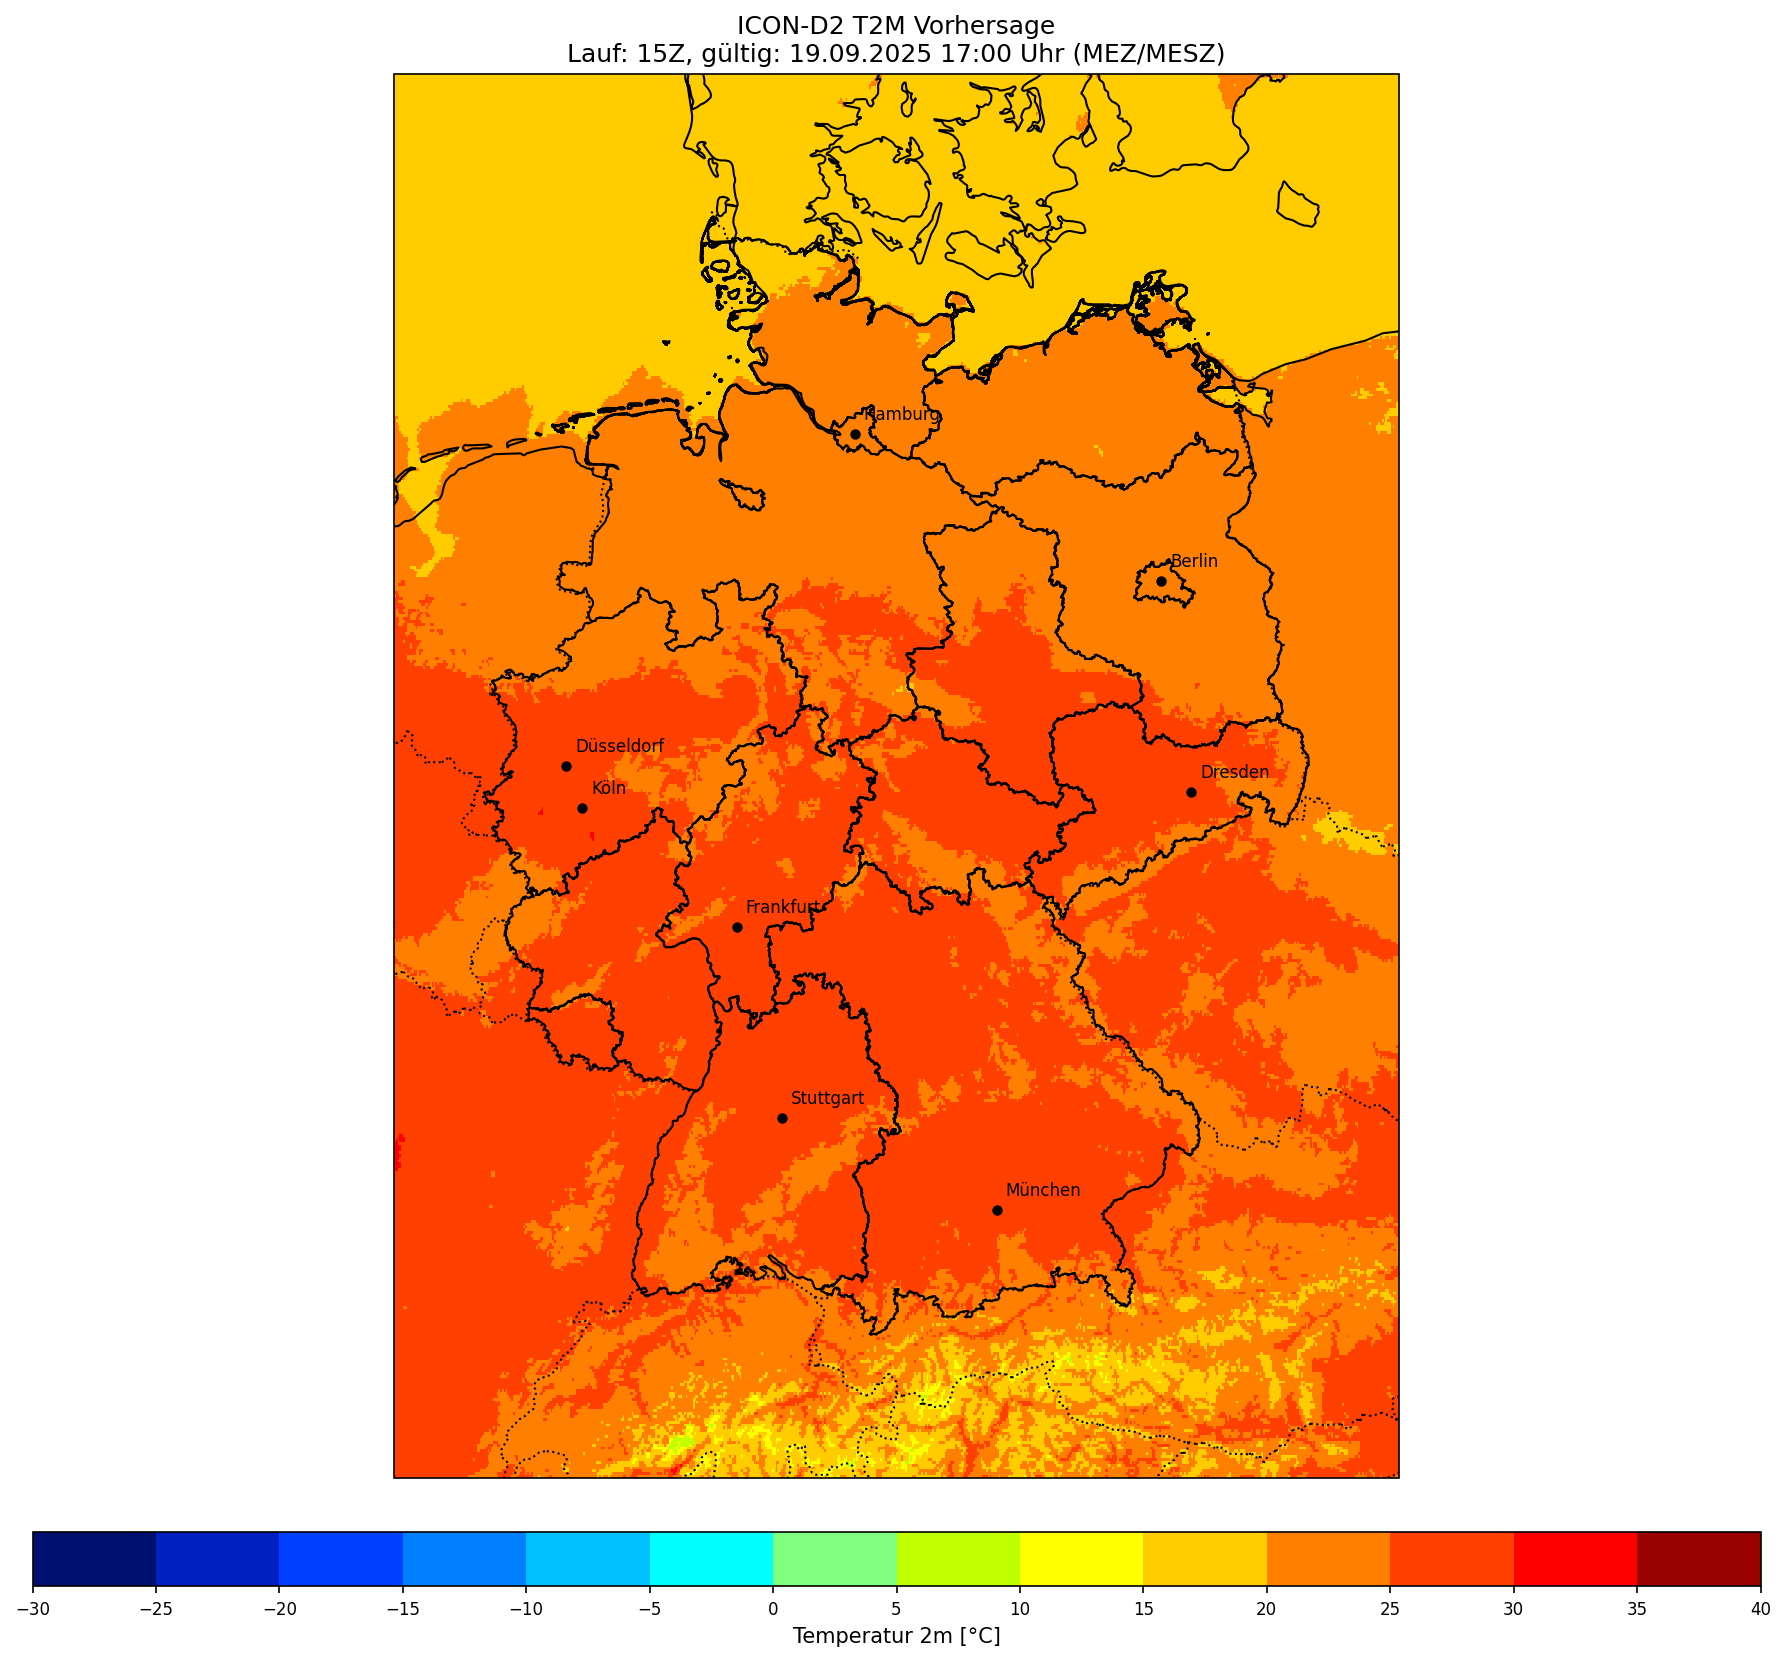 ICON-D2 T2M Vorhersage
Lauf: 15Z, gültig: 19.09.2025 17:00 Uhr (MEZ/MESZ)
Hamburg
Berlin
Düsseldorf
Köln
Dresden
Frankfurt
Stuttgart
München
−30 −25 −20 −15 −10 −5 0 5 10 15 20 25 30 35 40
Temperatur 2m [°C]